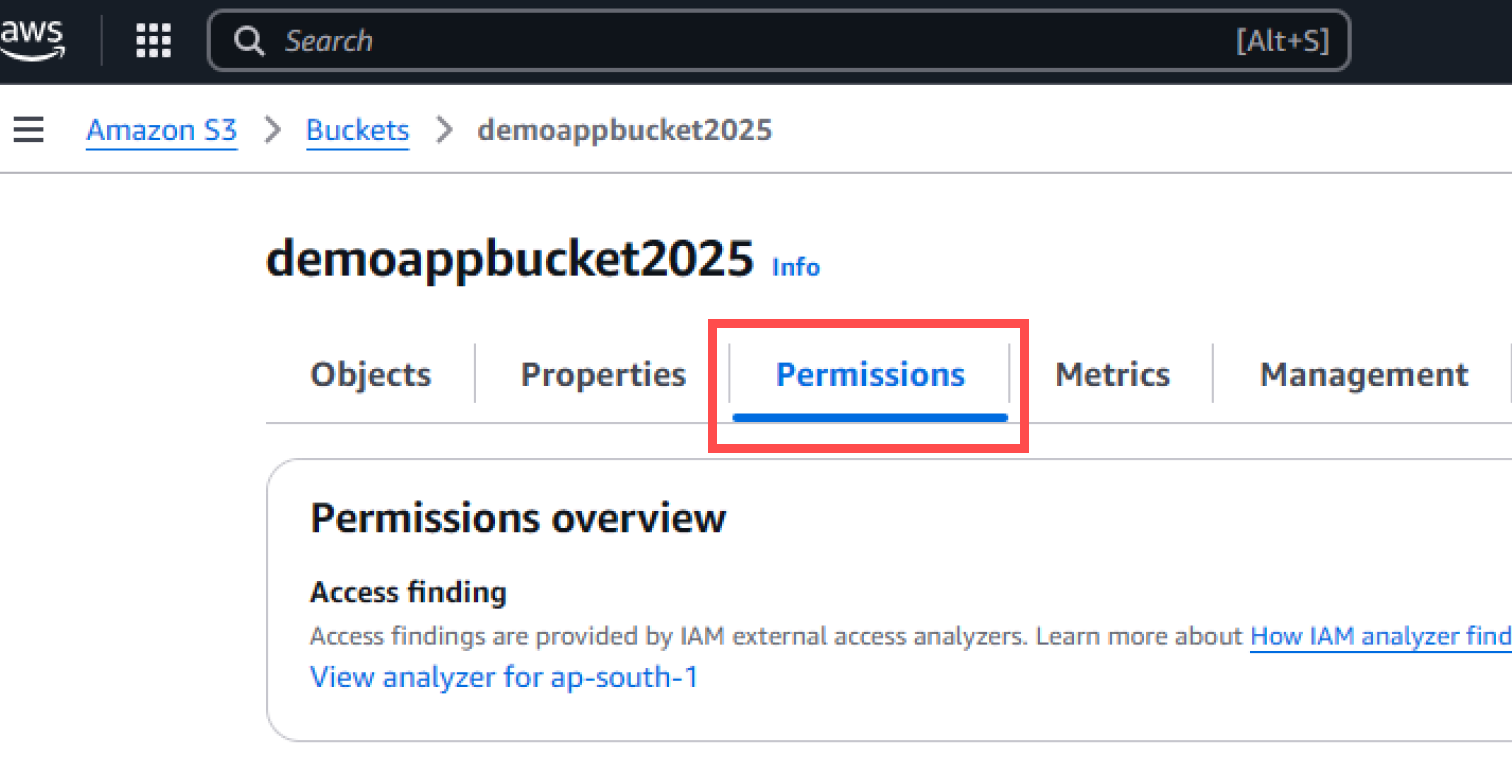 aws Search [Alt+S]
Amazon S3 Buckets demoappbucket2025
demoappbucket2025 Info
Objects Properties Permissions Metrics Management
Permissions overview
Access finding
Access findings are provided by IAM external access analyzers. Learn more about How IAM analyzer find
View analyzer for ap-south-1